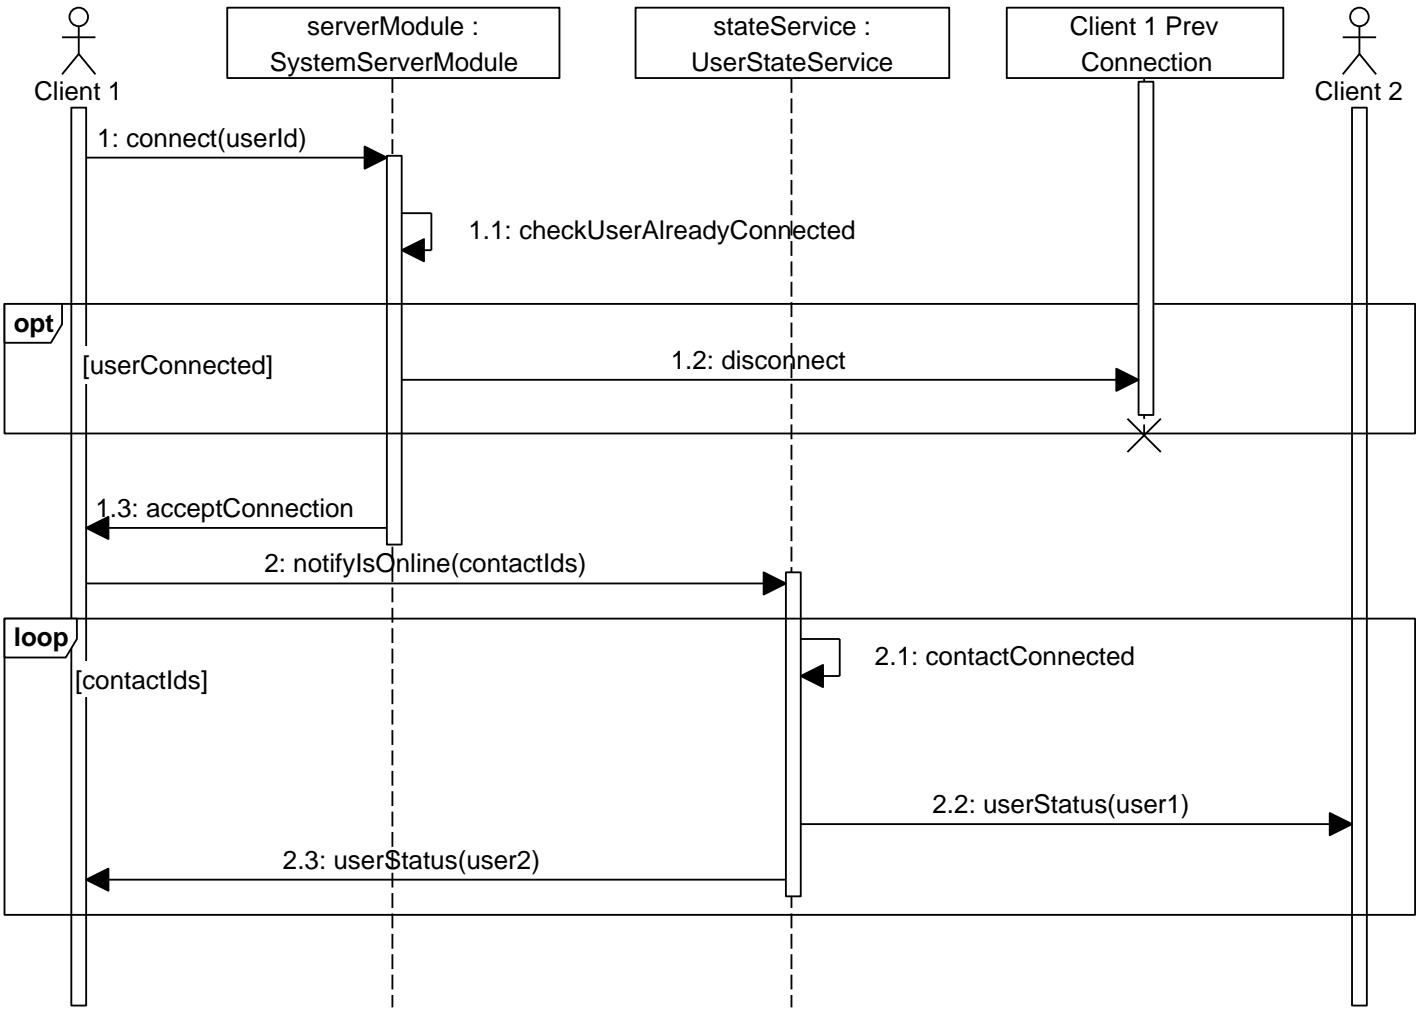 serverModule :
SystemServerModule
stateService :
UserStateService
Client 1 Prev
Connection
Client 1
Client 2
1: connect(userId)
1.1: checkUserAlreadyConnected
opt
[userConnected]
1.2: disconnect
1.3: acceptConnection
2: notifyIsOnline(contactIds)
loop
[contactIds]
2.1: contactConnected
2.2: userStatus(user1)
2.3: userStatus(user2)